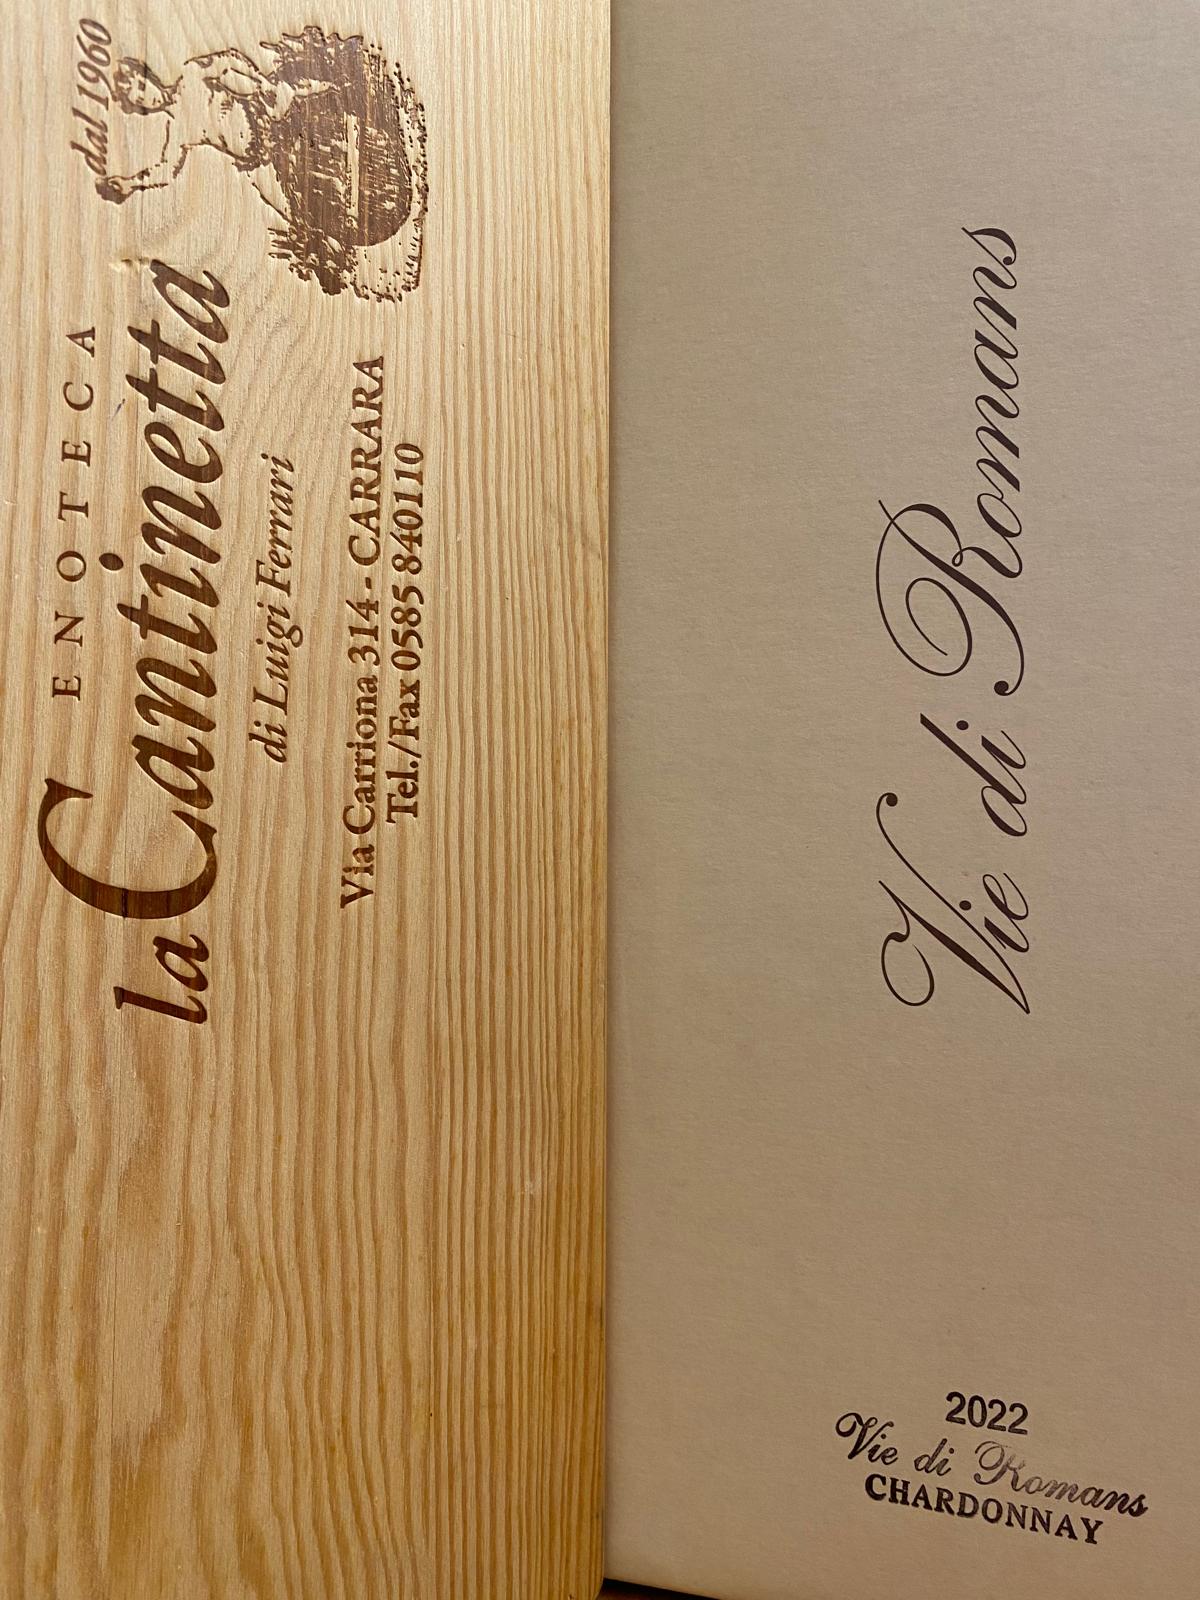 dal 1960
ENOTECA
la Cantinetta
di Luigi Ferrari
Via Carriona 314 - CARRARA
Tel./Fax 0585 840110
Vie di Romans
2022
Vie di Romans
CHARDONNAY